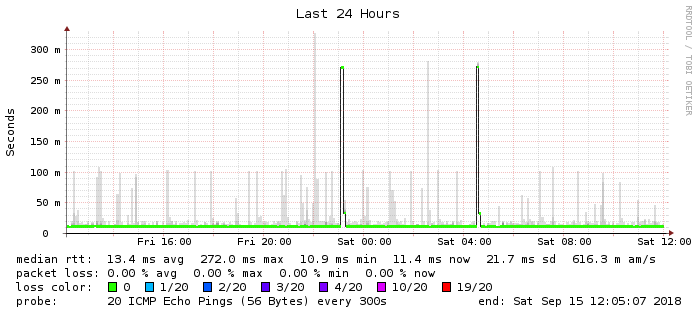 Last 24 Hours
RRDTOOL / TOBI OETIKER
Seconds
300 m
250 m
200 m
150 m
100 m
50 m
0
Fri 16:00 Fri 20:00 Sat 00:00 Sat 04:00 Sat 08:00 Sat 12:00
median rtt: 13.4 ms avg 272.0 ms max 10.9 ms min 11.4 ms now 21.7 ms sd 616.3 m am/s
packet loss: 0.00 % avg 0.00 % max 0.00 % min 0.00 % now
loss color: 0 1/20 2/20 3/20 4/20 10/20 19/20
probe: 20 ICMP Echo Pings (56 Bytes) every 300s end: Sat Sep 15 12:05:07 2018